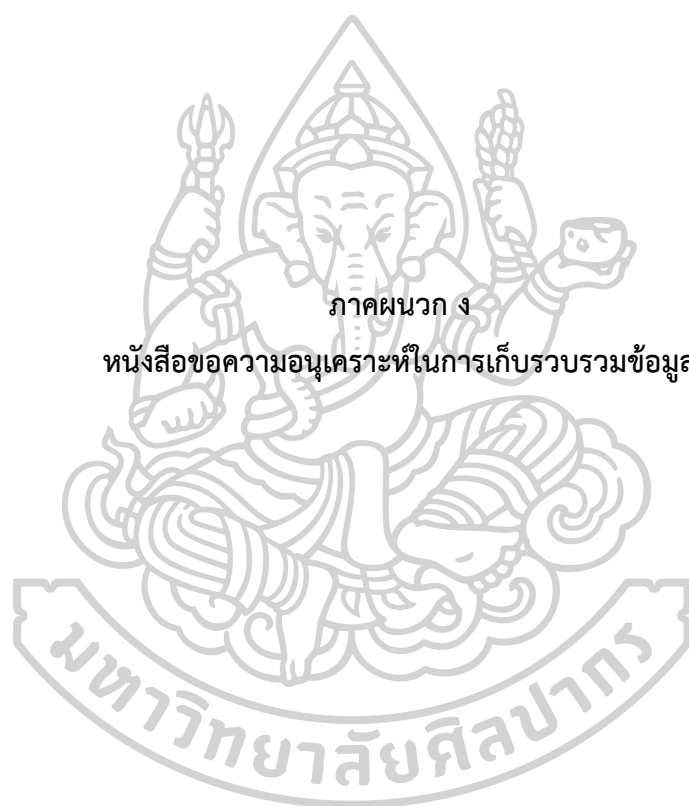 ภาคผนวก ง
หนังสือขอความอนุเคราะห์ในการเก็บรวบรวมข้อมูล
มหาวิทยาลัยศิลปากร